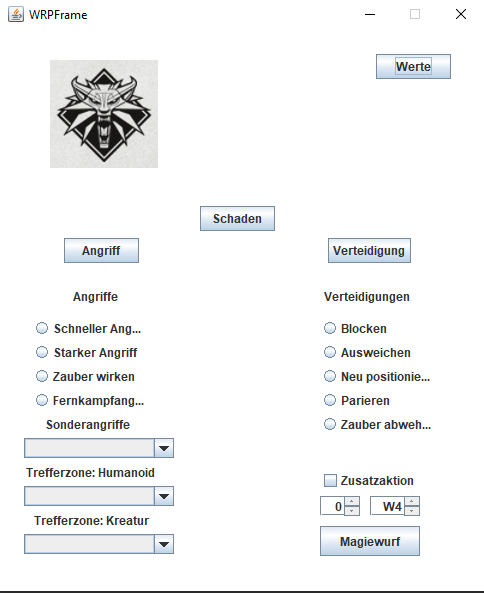 WRPFrame
Werte
Schaden
Angriff
Verteidigung
Angriffe
Verteidigungen
Schneller Ang...
Blocken
Starker Angriff
Ausweichen
Zauber wirken
Neu positionie...
Fernkampfang...
Parieren
Sonderangriffe
Zauber abweh...
Trefferzone: Humanoid
Zusatzaktion
0
W4
Trefferzone: Kreatur
Magiewurf